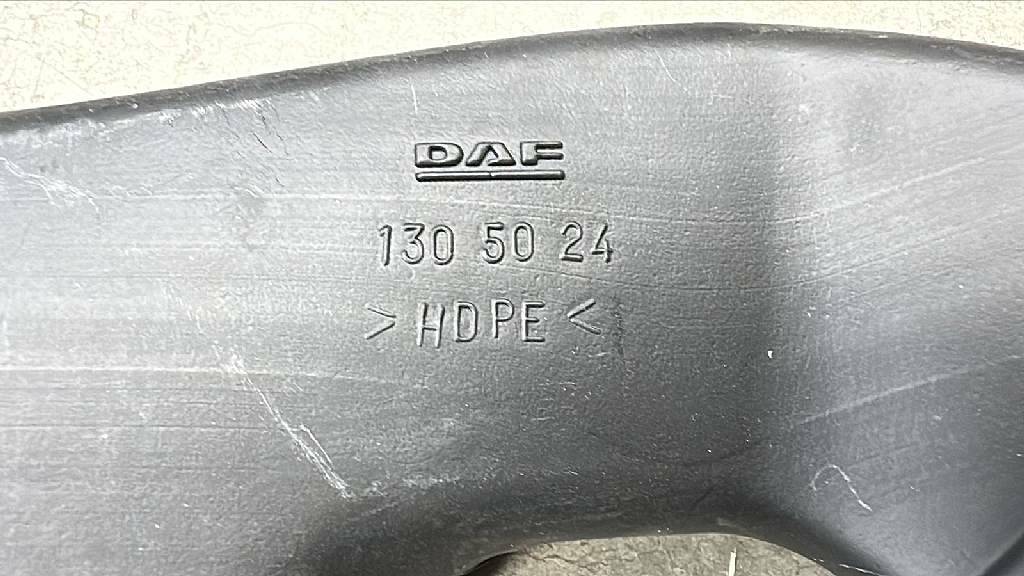 DAF
130 50 24
>HDPE<